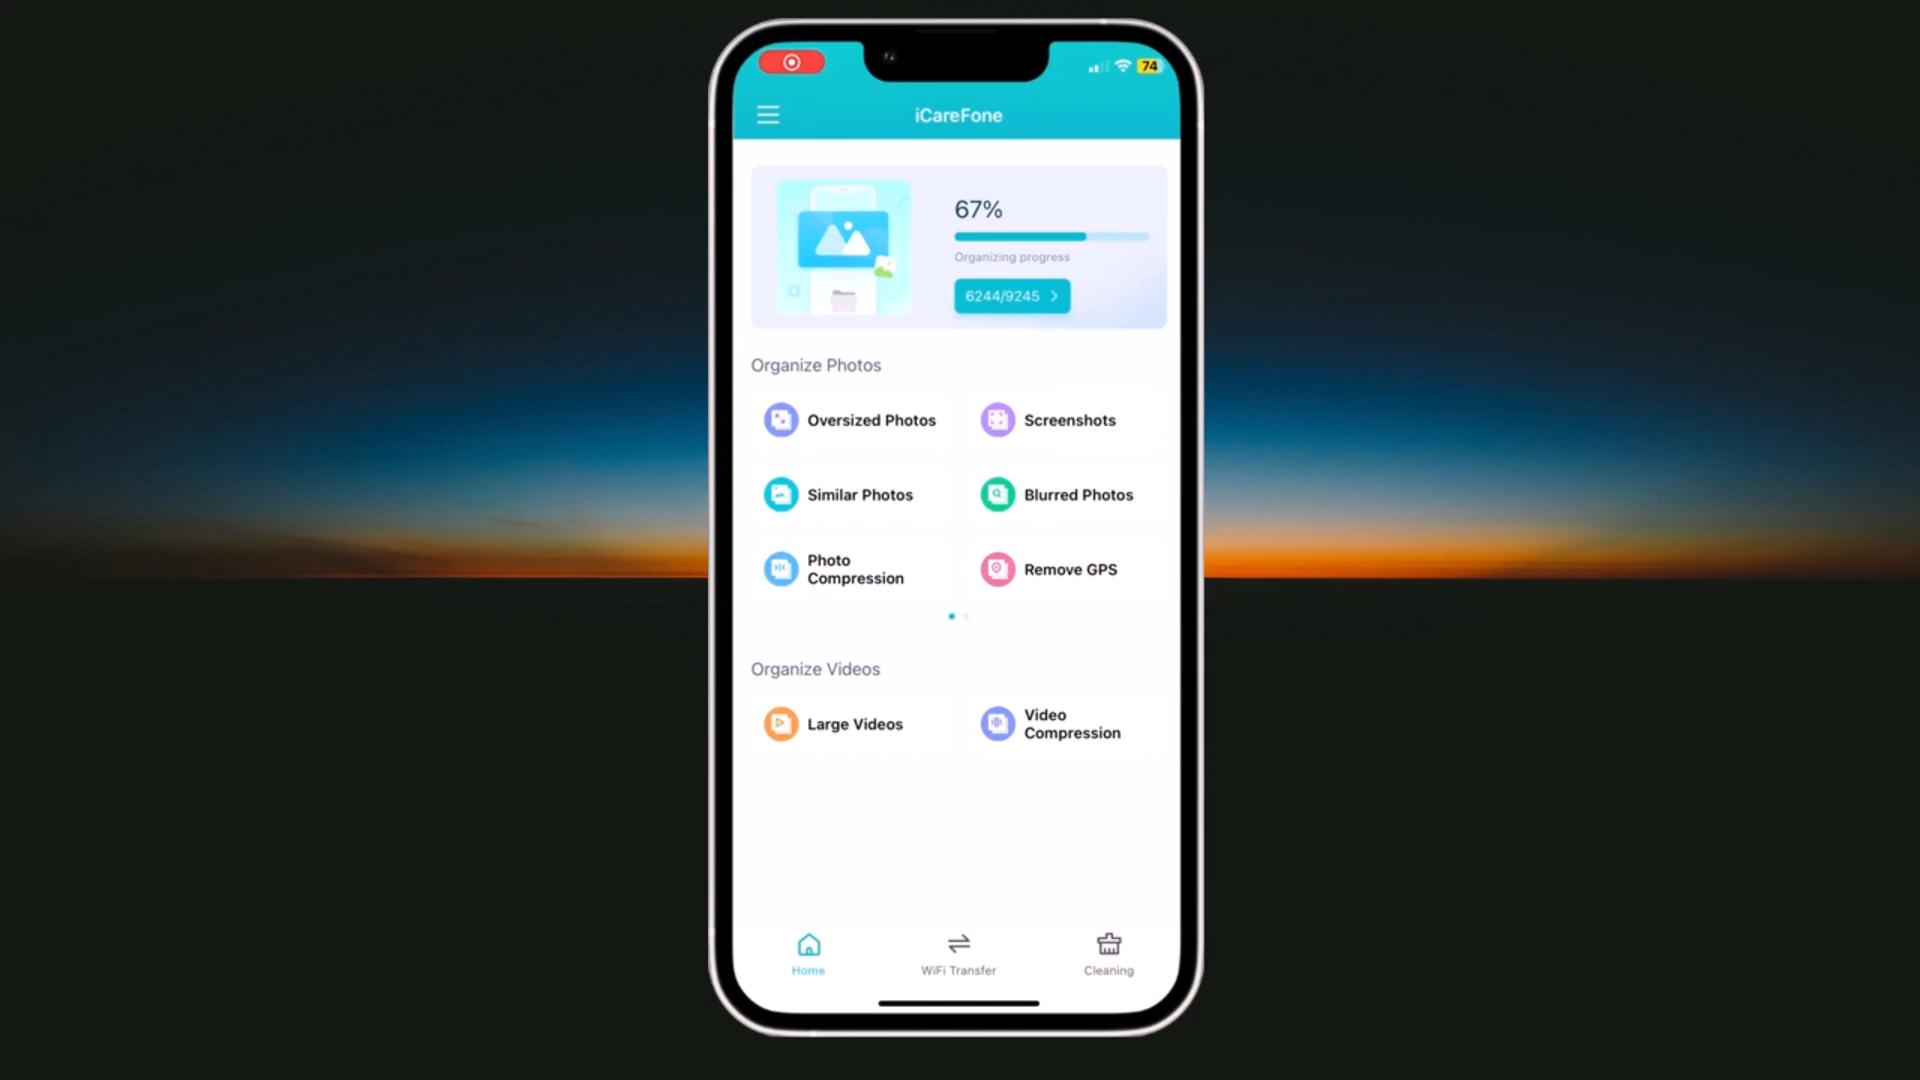 74
iCareFone
67%
Organizing progress
6244/9245
Organize Photos
Oversized Photos
Screenshots
Similar Photos
Blurred Photos
Photo
Compression
Remove GPS
Organize Videos
Large Videos
Video
Compression
Home
WiFi Transfer
Cleaning